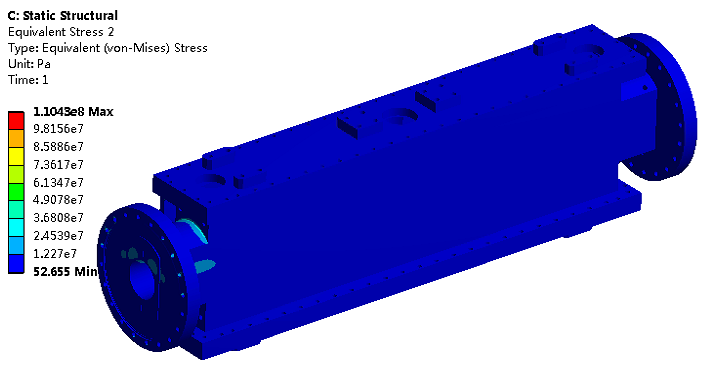 C: Static Structural
Equivalent Stress 2
Type: Equivalent (von-Mises) Stress
Unit: Pa
Time: 1
1.1043e8 Max
9.8156e7
8.5886e7
7.3617e7
6.1347e7
4.9078e7
3.6808e7
2.4539e7
1.227e7
52.655 Min